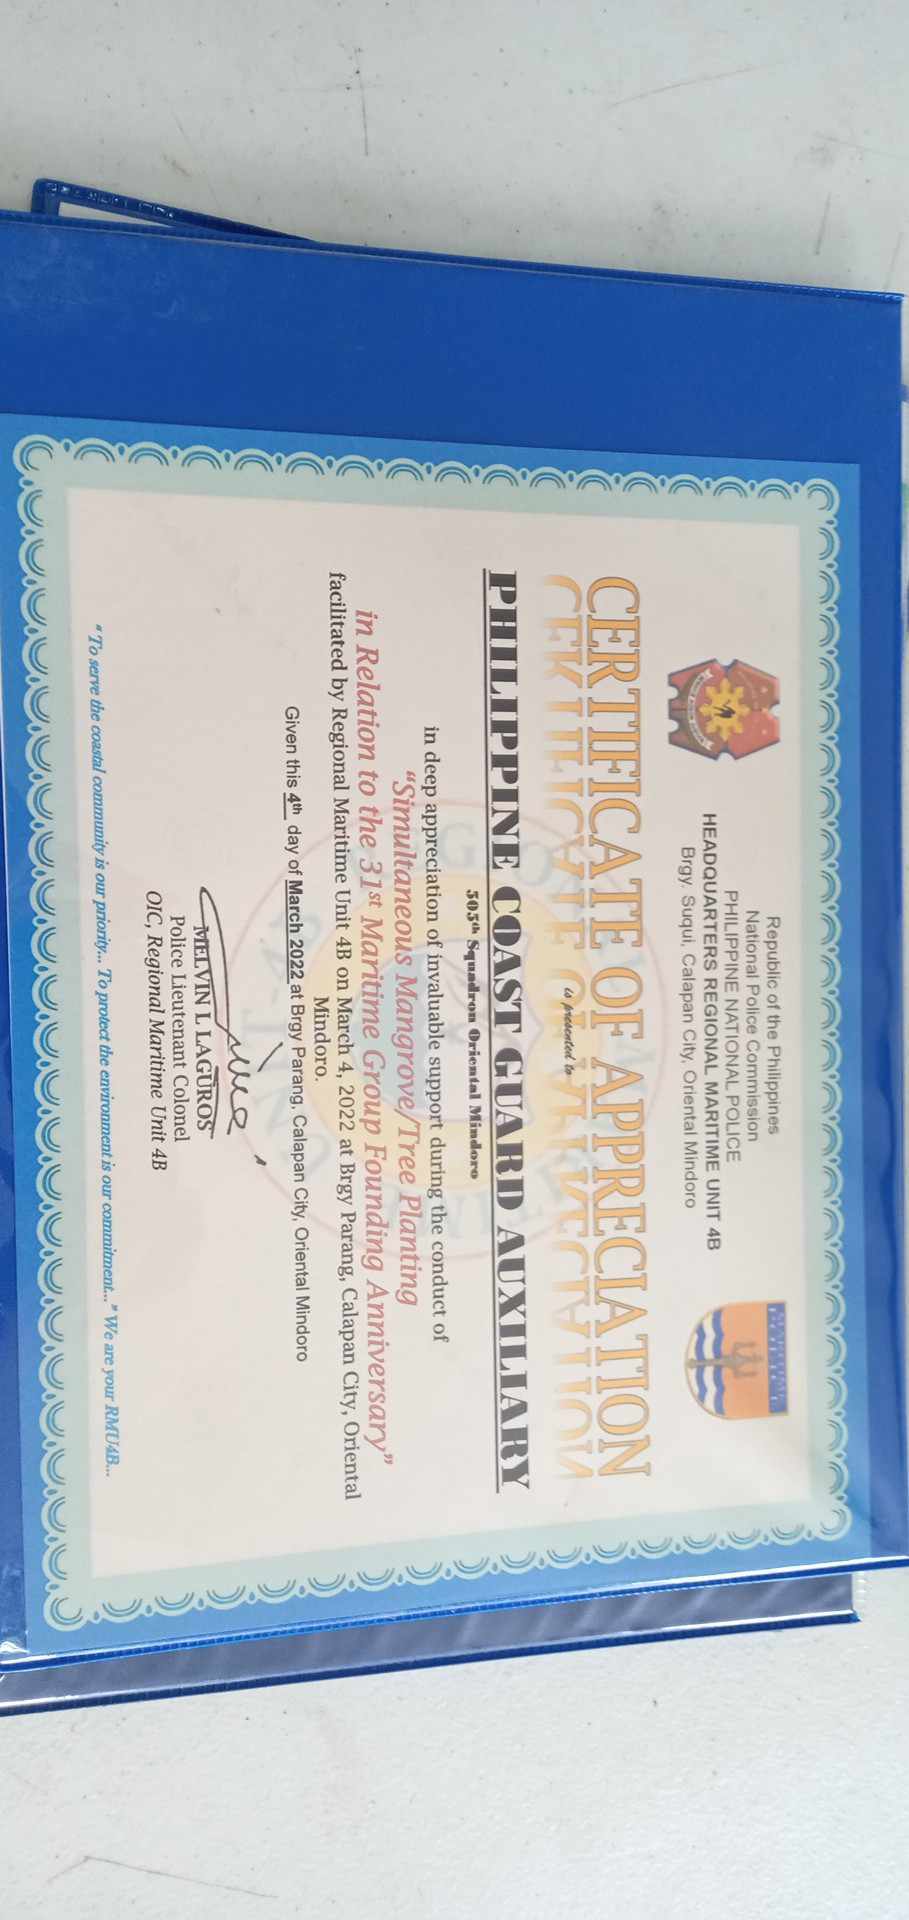 Republic of the Philippines
National Police Commission
PHILIPPINE NATIONAL POLICE
HEADQUARTERS REGIONAL MARITIME UNIT 4B
Brgy. Suqui, Calapan City, Oriental Mindoro
CERTIFICATE OF APPRECIATION
is presented to
PHILIPPINE COAST GUARD AUXILIARY
503th Squadron Oriental Mindoro
in deep appreciation of invaluable support during the conduct of
“Simultaneous Mangrove/Tree Planting
in Relation to the 31st Maritime Group Founding Anniversary”
facilitated by Regional Maritime Unit 4B on March 4, 2022 at Brgy Parang, Calapan City, Oriental
Mindoro.
Given this 4th day of March 2022 at Brgy Parang, Calapan City, Oriental Mindoro
MELVIN L LAGUROS
Police Lieutenant Colonel
OIC, Regional Maritime Unit 4B
“ To serve the coastal community is our priority... To protect the environment is our commitment...” We are your RMU4B...